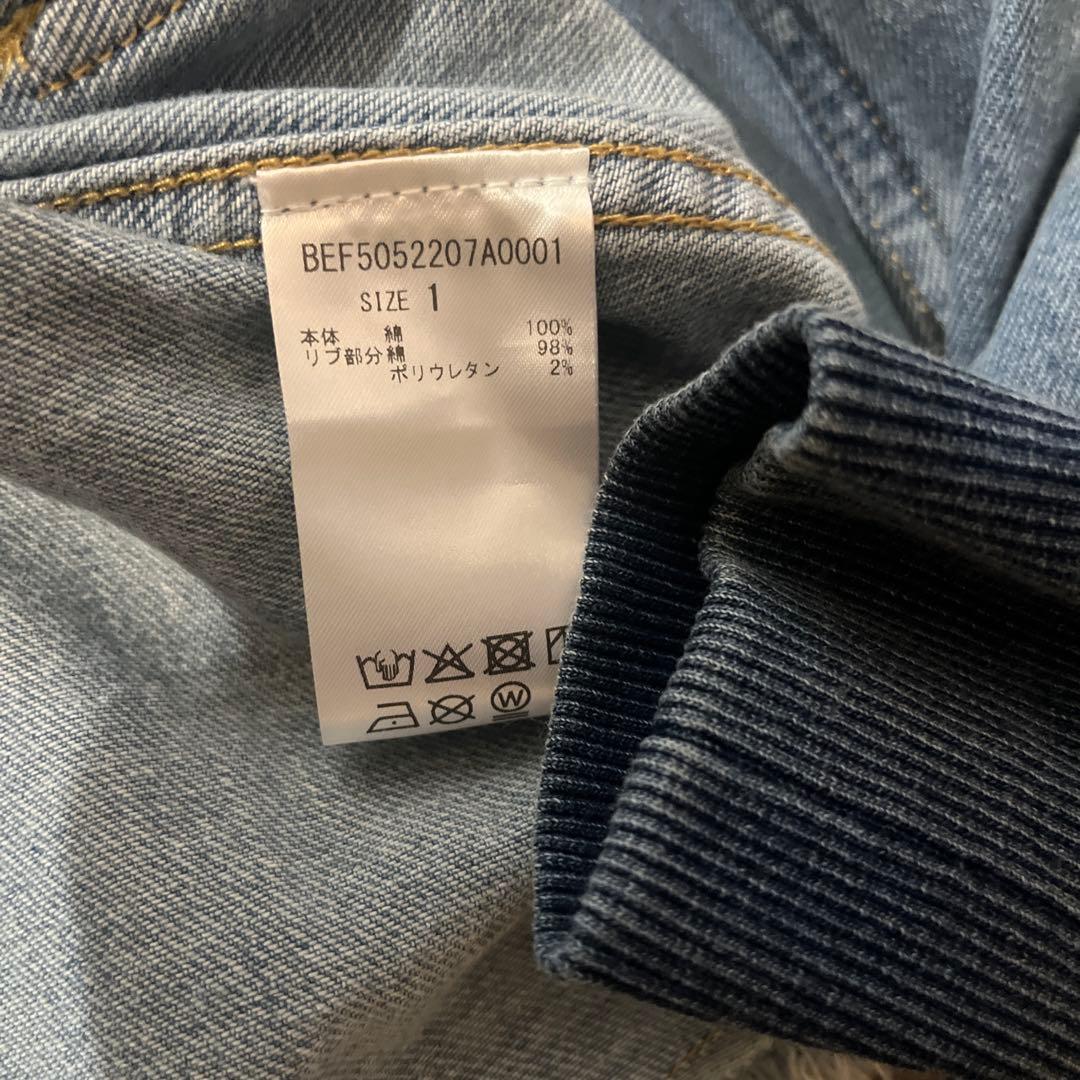 BEF5052207A0001
SIZE 1
本体 綿 100%
リブ部分 綿 98%
ポリウレタン 2%
W